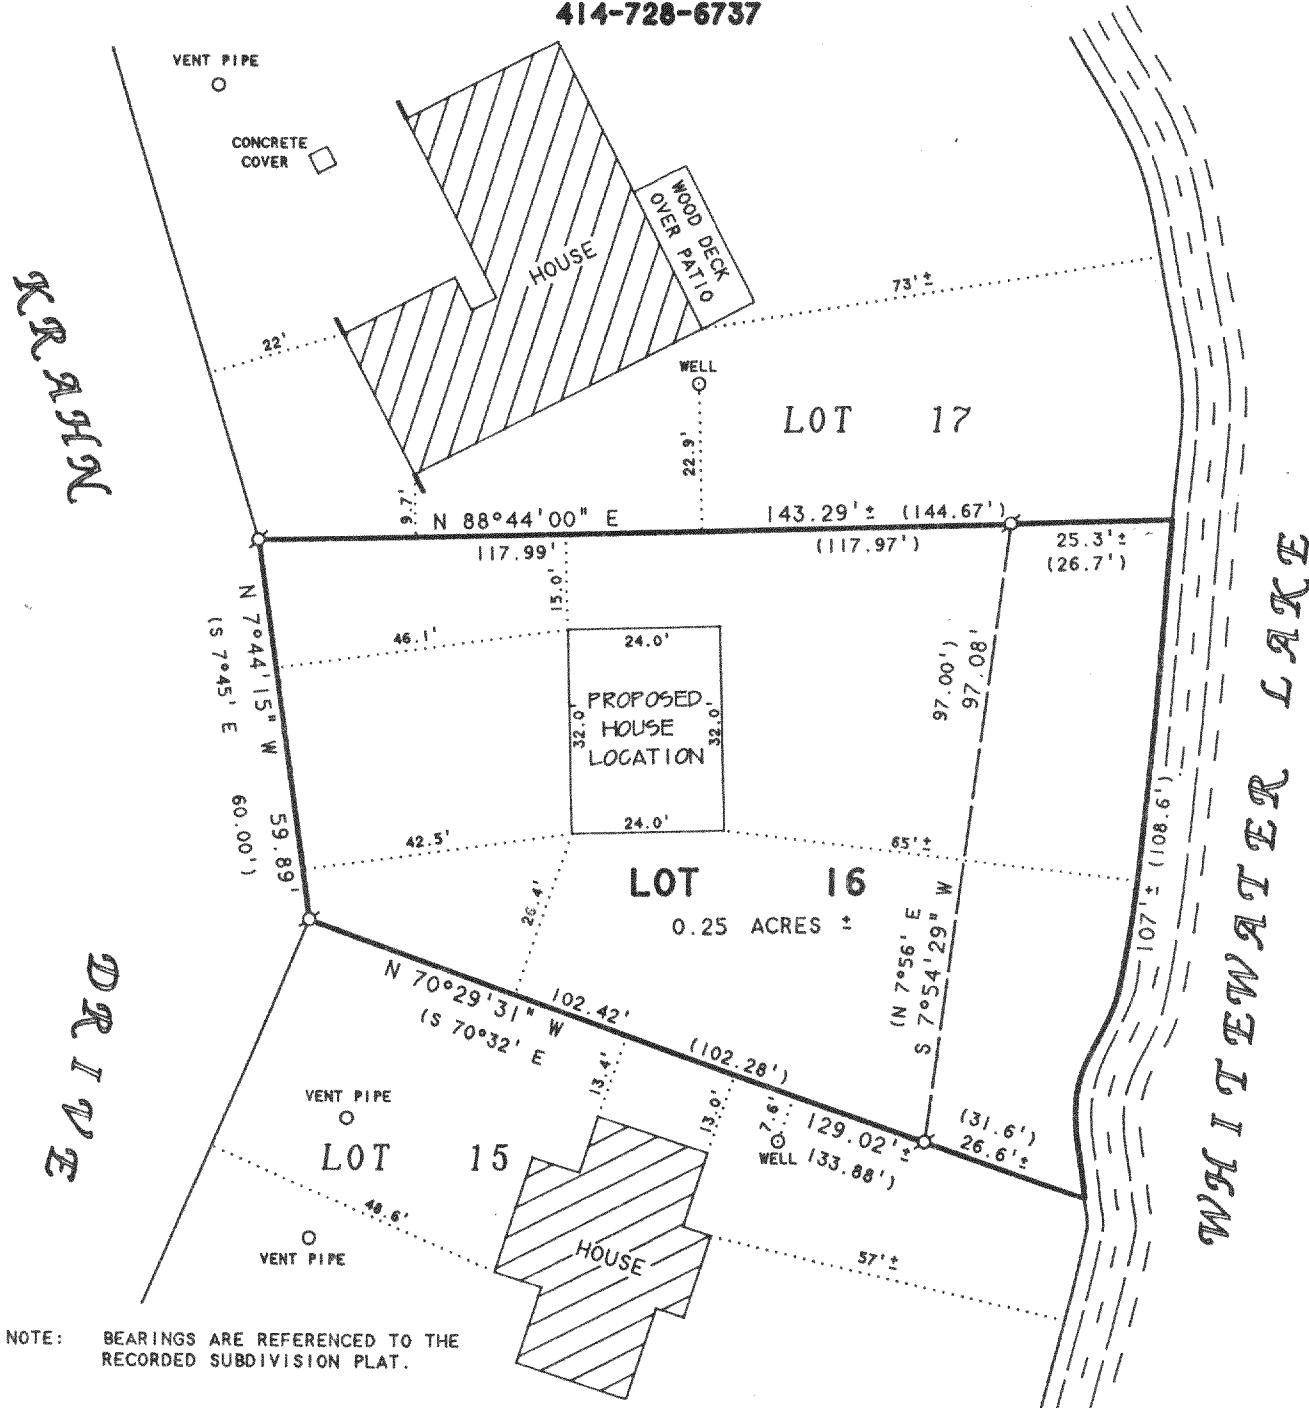 414-728-6737
VENT PIPE
CONCRETE
COVER
WOOD DECK
OVER PATIO
HOUSE
73'±
22'
WELL
KRAHN
LOT 17
22.9'
9.7'
N 88°44'00" E
143.29'± (144.67')
117.99'
(117.97')
25.3'±
(26.7')
15.0'
N 7°44'15" W 59.89'
(S 7°45' E 60.00')
46.1'
24.0'
97.00')
97.08'
PROPOSED
HOUSE
LOCATION
32.0
32.0
WHITEWATER LAKE
24.0'
42.5'
65'±
107'± (108.6')
LOT 16
0.25 ACRES ±
(N 7°56' E
S 7°54'29" W
N 70°29'31" W
102.42'
(S 70°32' E
(102.28')
DRIVE
13.4'
13.0'
7.6'
129.02'±
(133.88')
(31.6')
26.6'±
WELL
VENT PIPE
LOT 15
48.6'
VENT PIPE
HOUSE
57'±
NOTE: BEARINGS ARE REFERENCED TO THE
RECORDED SUBDIVISION PLAT.